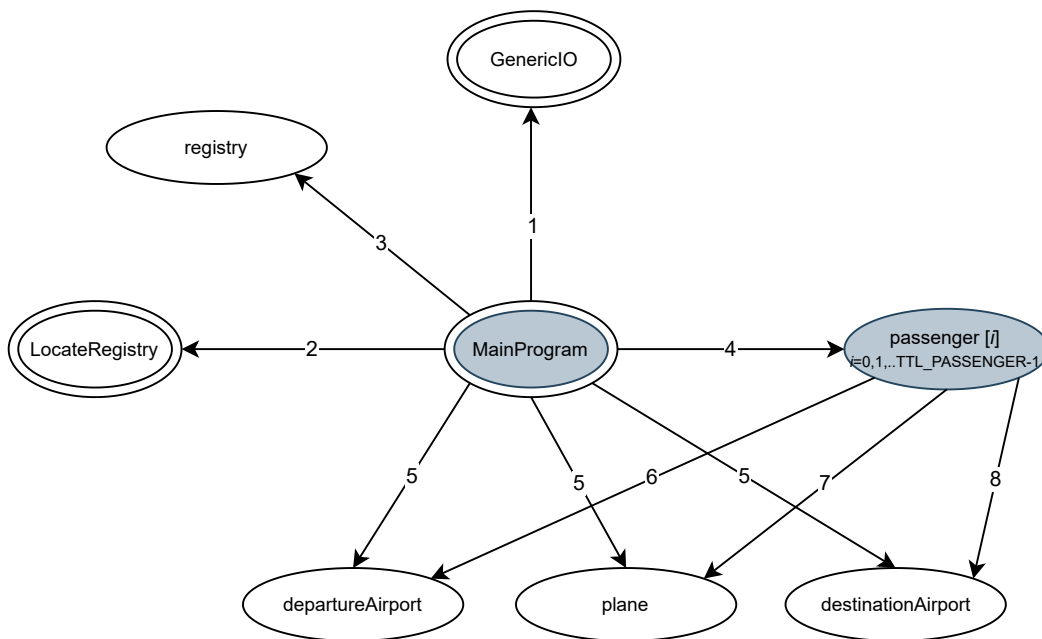 GenericIO
registry
1
3
LocateRegistry
2
MainProgram
4
passenger [i]
i=0,1,..TTL_PASSENGER-1
5
5
6
5
7
8
departureAirport
plane
destinationAirport